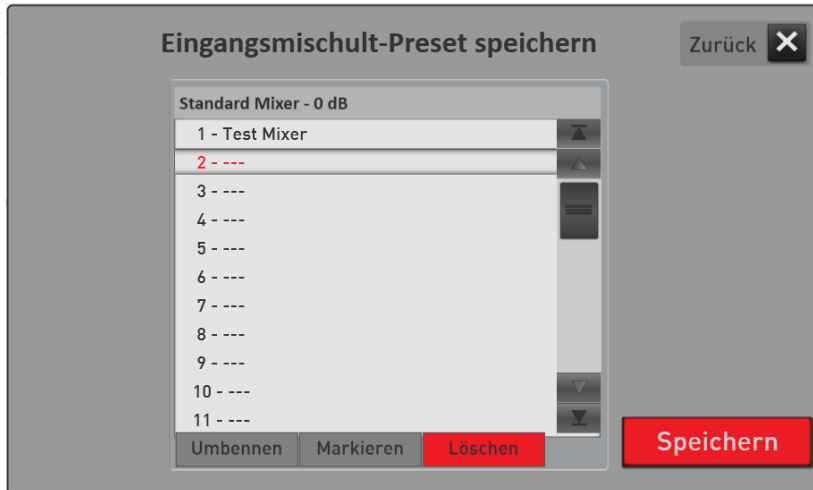 Eingangsmischult-Preset speichern
Zurück
Standard Mixer - 0 dB
1 - Test Mixer
2 - ---
3 - ---
4 - ---
5 - ---
6 - ---
7 - ---
8 - ---
9 - ---
10 - ---
11 - ---
Umbennen Markieren Löschen
Speichern